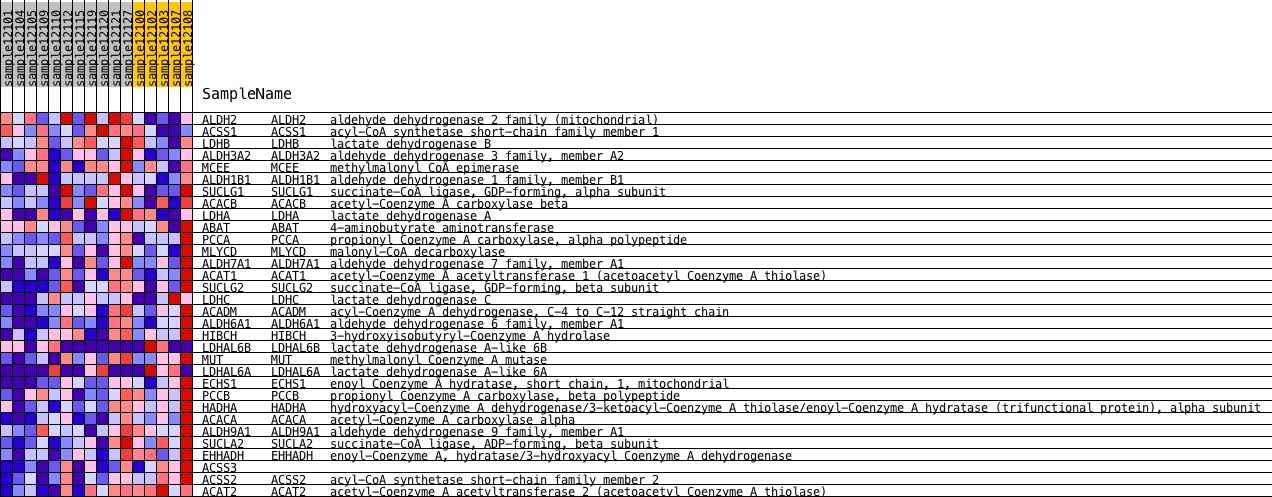 sample12101
sample12104
sample12105
sample12109
sample12110
sample12112
sample12115
sample12119
sample12120
sample12121
sample12127
sample12100
sample12102
sample12103
sample12107
sample12108
SampleName
ALDH2 ALDH2 aldehyde dehydrogenase 2 family (mitochondrial)
ACSS1 ACSS1 acyl-CoA synthetase short-chain family member 1
LDHB LDHB lactate dehydrogenase B
ALDH3A2 ALDH3A2 aldehyde dehydrogenase 3 family, member A2
MCEE MCEE methylmalonyl CoA epimerase
ALDH1B1 ALDH1B1 aldehyde dehydrogenase 1 family, member B1
SUCLG1 SUCLG1 succinate-CoA ligase, GDP-forming, alpha subunit
ACACB ACACB acetyl-Coenzyme A carboxylase beta
LDHA LDHA lactate dehydrogenase A
ABAT ABAT 4-aminobutyrate aminotransferase
PCCA PCCA propionyl Coenzyme A carboxylase, alpha polypeptide
MLYCD MLYCD malonyl-CoA decarboxylase
ALDH7A1 ALDH7A1 aldehyde dehydrogenase 7 family, member A1
ACAT1 ACAT1 acetyl-Coenzyme A acetyltransferase 1 (acetoacetyl Coenzyme A thiolase)
SUCLG2 SUCLG2 succinate-CoA ligase, GDP-forming, beta subunit
LDHC LDHC lactate dehydrogenase C
ACADM ACADM acyl-Coenzyme A dehydrogenase, C-4 to C-12 straight chain
ALDH6A1 ALDH6A1 aldehyde dehydrogenase 6 family, member A1
HIBCH HIBCH 3-hydroxyisobutyryl-Coenzyme A hydrolase
LDHAL6B LDHAL6B lactate dehydrogenase A-like 6B
MUT MUT methylmalonyl Coenzyme A mutase
LDHAL6A LDHAL6A lactate dehydrogenase A-like 6A
ECHS1 ECHS1 enoyl Coenzyme A hydratase, short chain, 1, mitochondrial
PCCB PCCB propionyl Coenzyme A carboxylase, beta polypeptide
HADHA HADHA hydroxyacyl-Coenzyme A dehydrogenase/3-ketoacyl-Coenzyme A thiolase/enoyl-Coenzyme A hydratase (trifunctional protein), alpha subunit
ACACA ACACA acetyl-Coenzyme A carboxylase alpha
ALDH9A1 ALDH9A1 aldehyde dehydrogenase 9 family, member A1
SUCLA2 SUCLA2 succinate-CoA ligase, ADP-forming, beta subunit
EHHADH EHHADH enoyl-Coenzyme A, hydratase/3-hydroxyacyl Coenzyme A dehydrogenase
ACSS3
ACSS2 ACSS2 acyl-CoA synthetase short-chain family member 2
ACAT2 ACAT2 acetyl-Coenzyme A acetyltransferase 2 (acetoacetyl Coenzyme A thiolase)